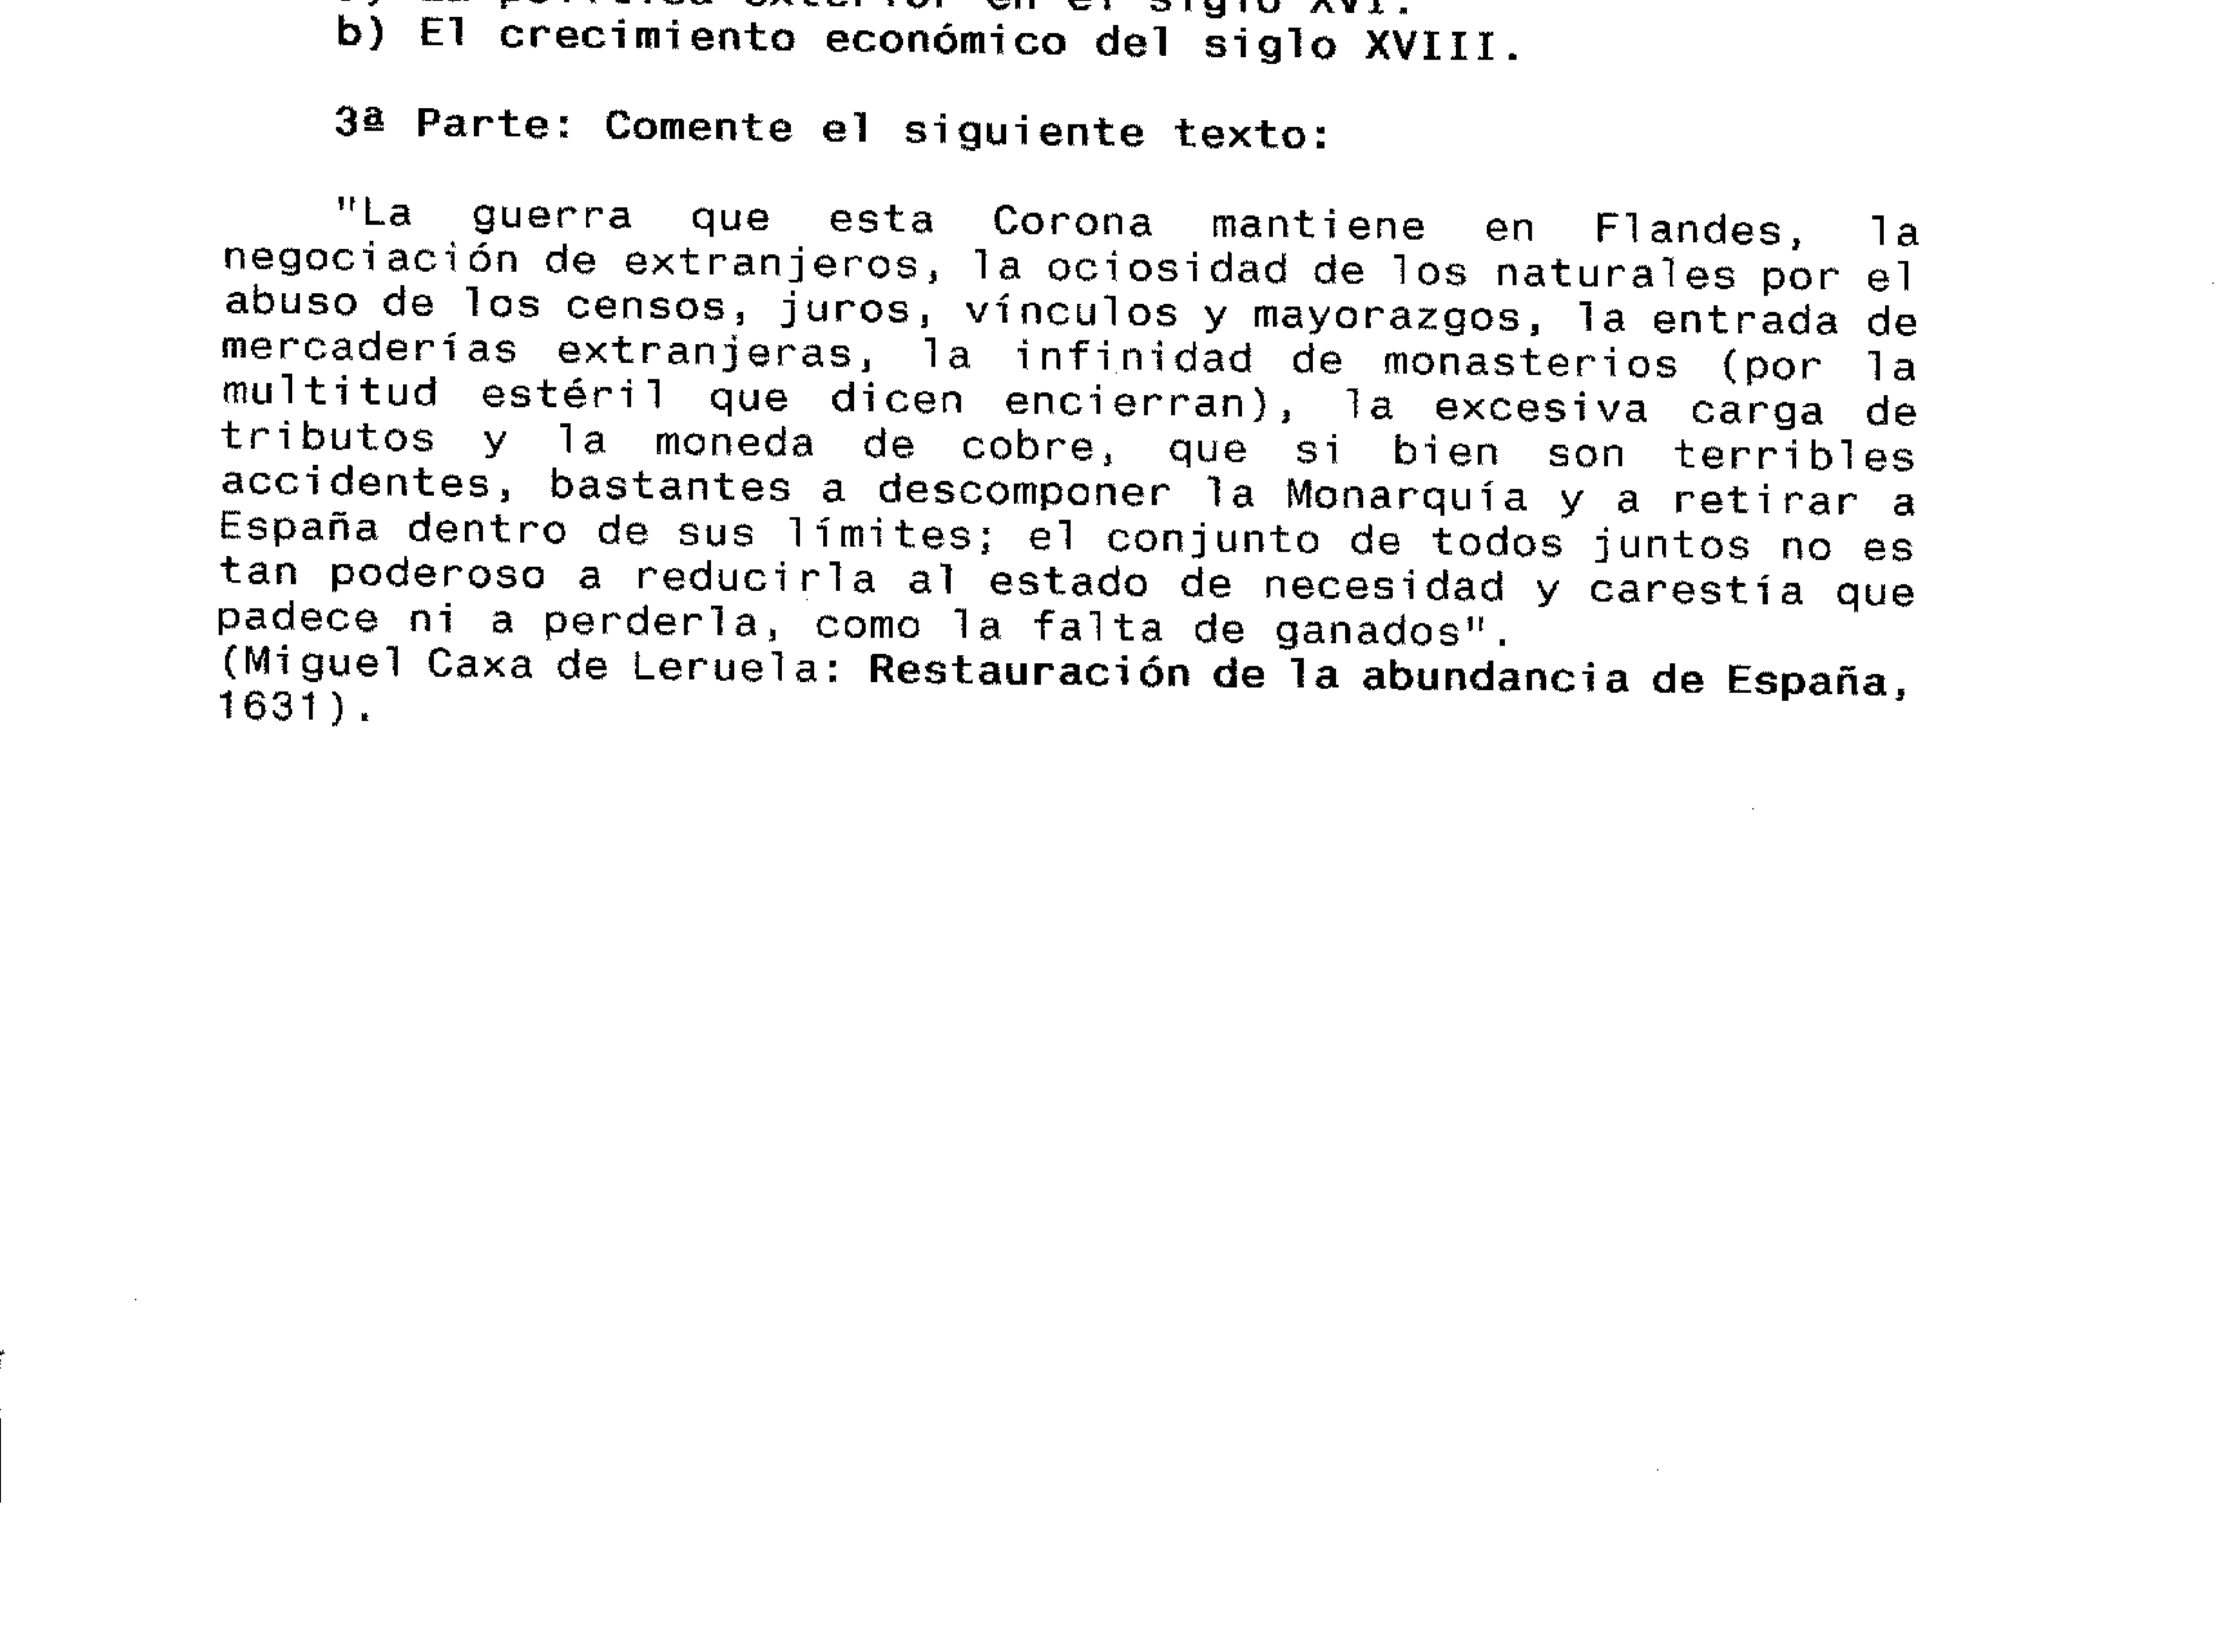 política exterior en el siglo XVI.
b) El crecimiento económico del siglo XVIII.
3ª Parte: Comente el siguiente texto:
"La guerra que esta Corona mantiene en Flandes, la
negociación de extranjeros, la ociosidad de los naturales por el
abuso de los censos, juros, vínculos y mayorazgos, la entrada de
mercaderías extranjeras, la infinidad de monasterios (por la
multitud estéril que dicen encierran), la excesiva carga de
tributos y la moneda de cobre, que si bien son terribles
accidentes, bastantes a descomponer la Monarquía y a retirar a
España dentro de sus límites; el conjunto de todos juntos no es
tan poderoso a reducirla al estado de necesidad y carestía que
padece ni a perderla, como la falta de ganados".
(Miguel Caxa de Leruela: Restauración de la abundancia de España,
1631).